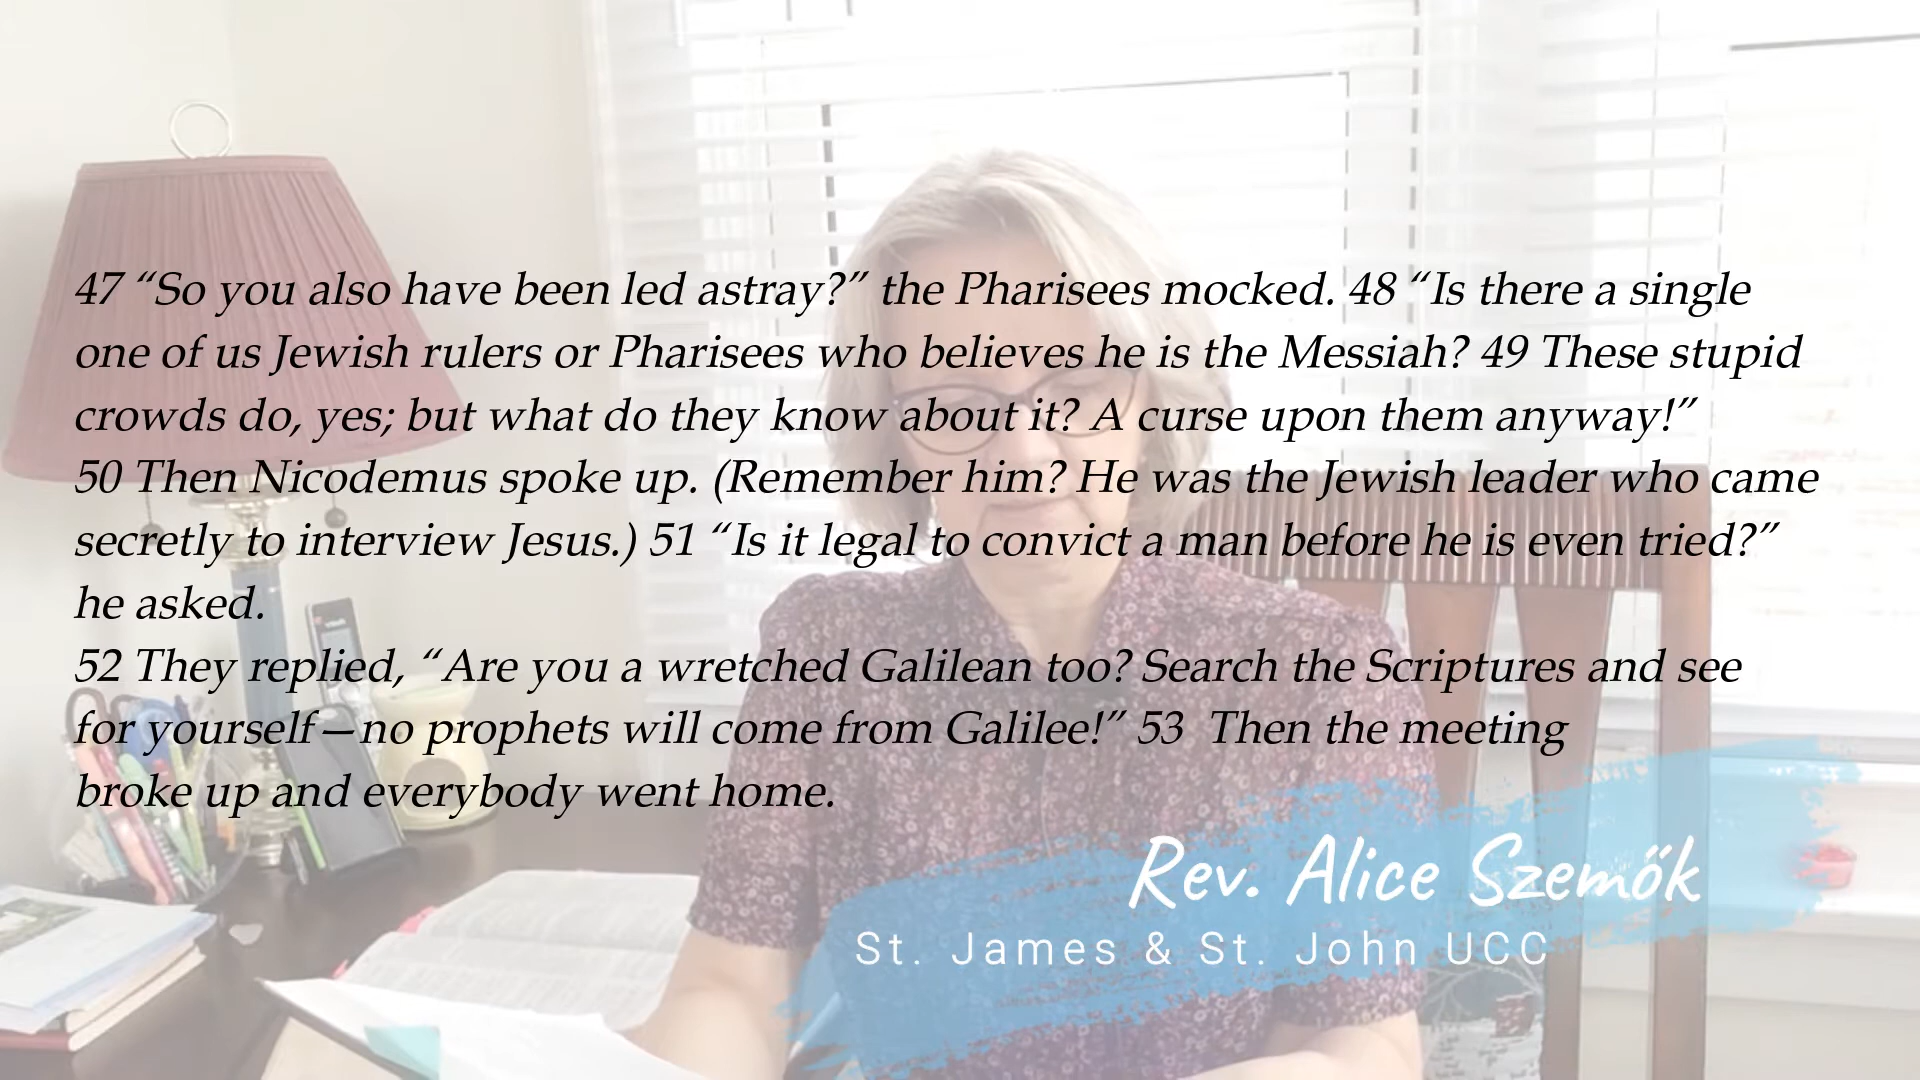 47 “So you also have been led astray?” the Pharisees mocked. 48 “Is there a single
one of us Jewish rulers or Pharisees who believes he is the Messiah? 49 These stupid
crowds do, yes; but what do they know about it? A curse upon them anyway!”
50 Then Nicodemus spoke up. (Remember him? He was the Jewish leader who came
secretly to interview Jesus.) 51 “Is it legal to convict a man before he is even tried?”
he asked.
52 They replied, “Are you a wretched Galilean too? Search the Scriptures and see
for yourself—no prophets will come from Galilee!” 53  Then the meeting
broke up and everybody went home.
Rev. Alice Szemők
St. James & St. John UCC